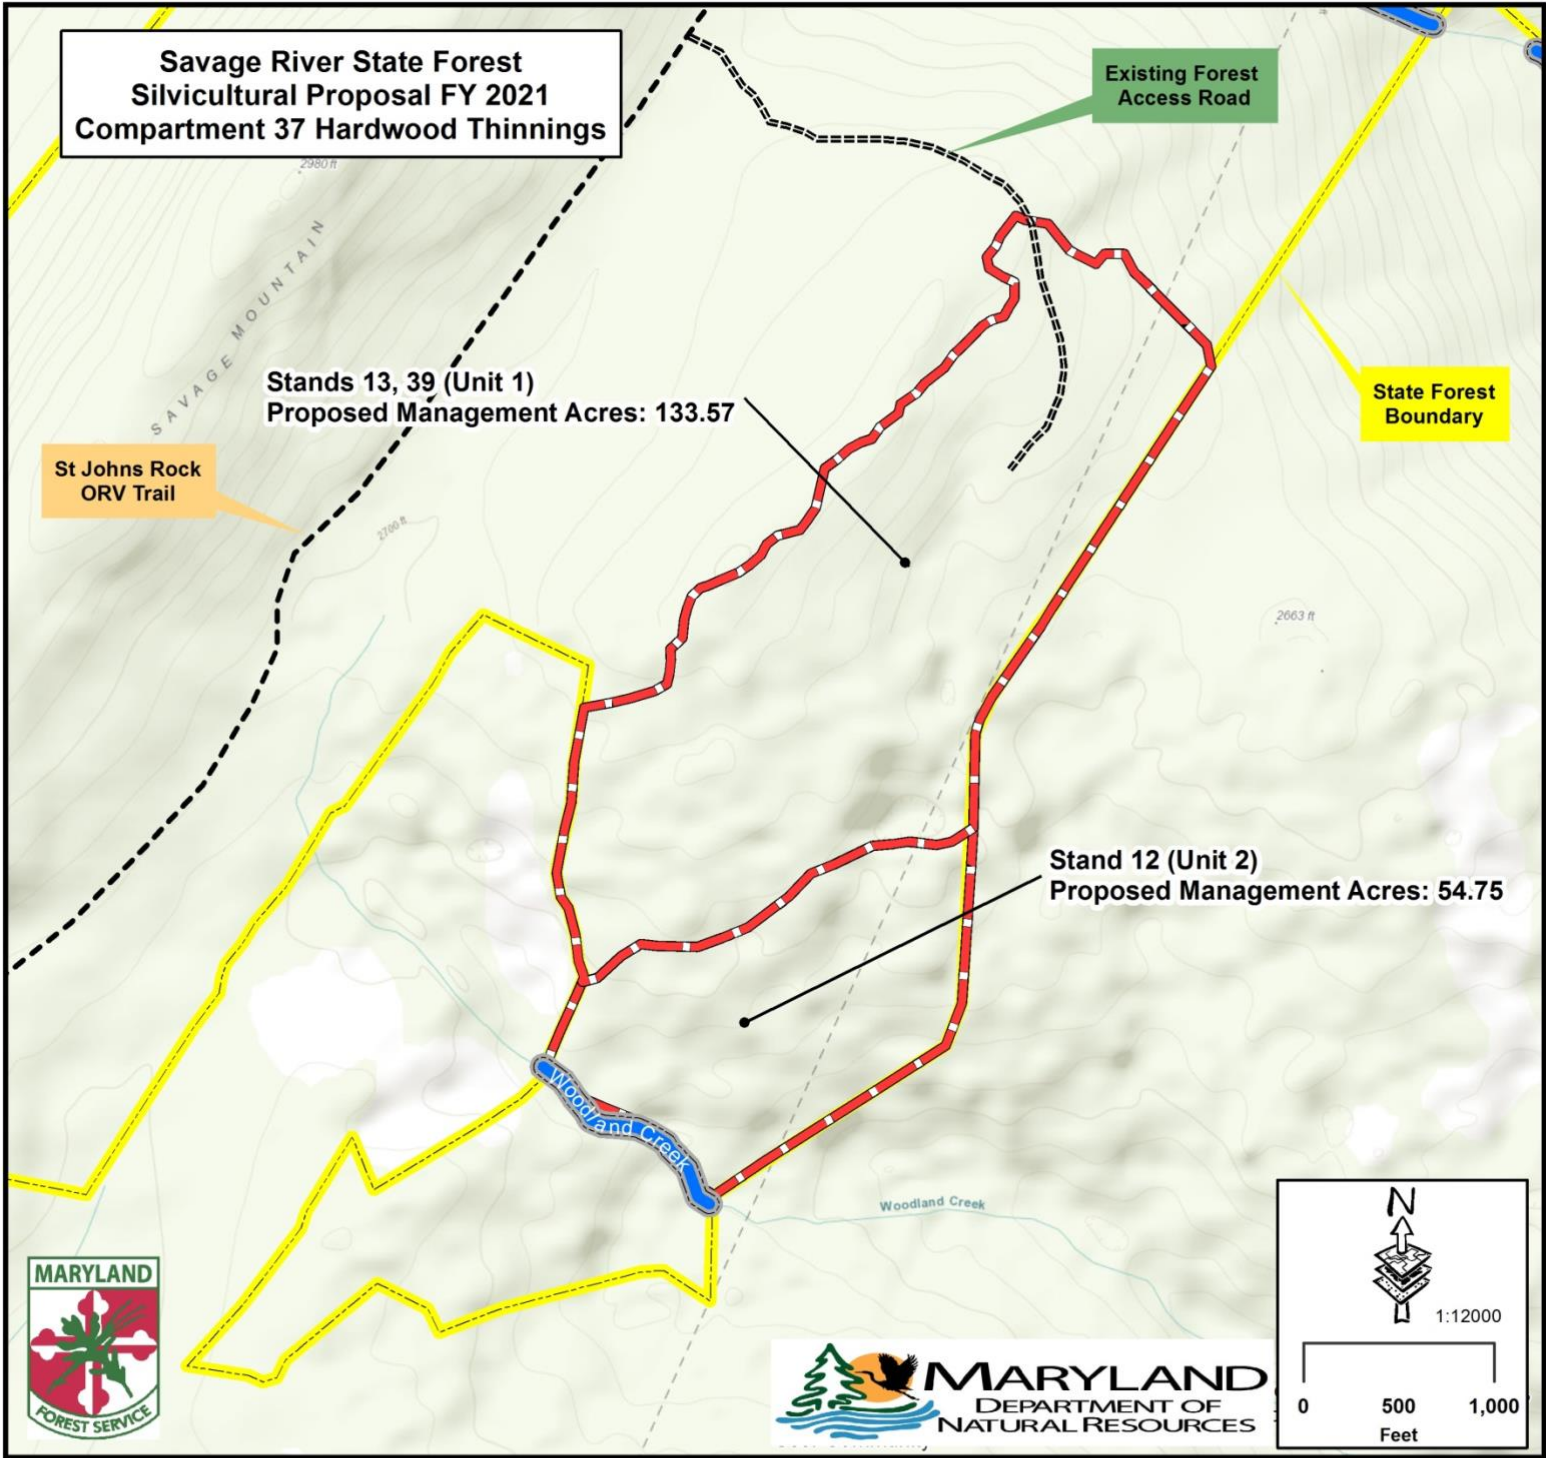 Savage River State Forest
Silvicultural Proposal FY 2021
Compartment 37 Hardwood Thinnings
Existing Forest
Access Road
2980 ft
SAVAGE MOUNTAIN
Stands 13, 39 (Unit 1)
Proposed Management Acres: 133.57
State Forest
Boundary
St Johns Rock
ORV Trail
2700 ft
2663 ft
Stand 12 (Unit 2)
Proposed Management Acres: 54.75
Woodland Creek
Woodland Creek
N
1:12000
0 500 1,000
Feet
MARYLAND
FOREST SERVICE
MARYLAND
DEPARTMENT OF
NATURAL RESOURCES